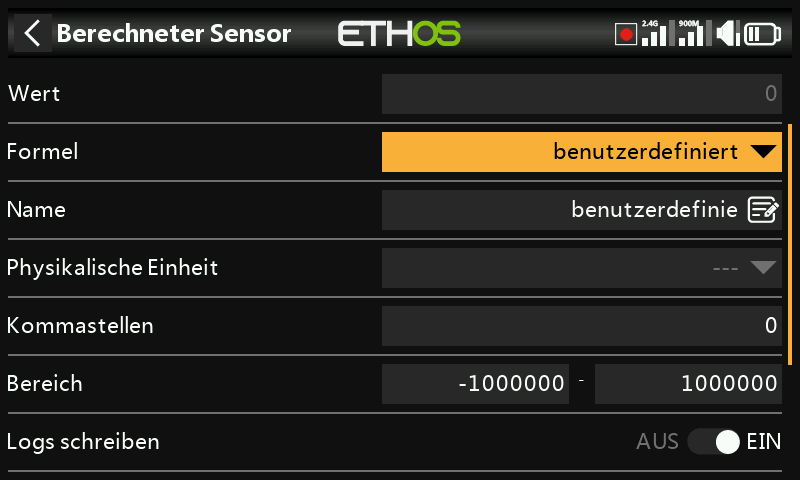 Berechneter Sensor ETHOS 2.4G 900M
Wert 0
Formel benutzerdefiniert
Name benutzerdefinie
Physikalische Einheit ---
Kommastellen 0
Bereich -1000000 - 1000000
Logs schreiben AUS EIN